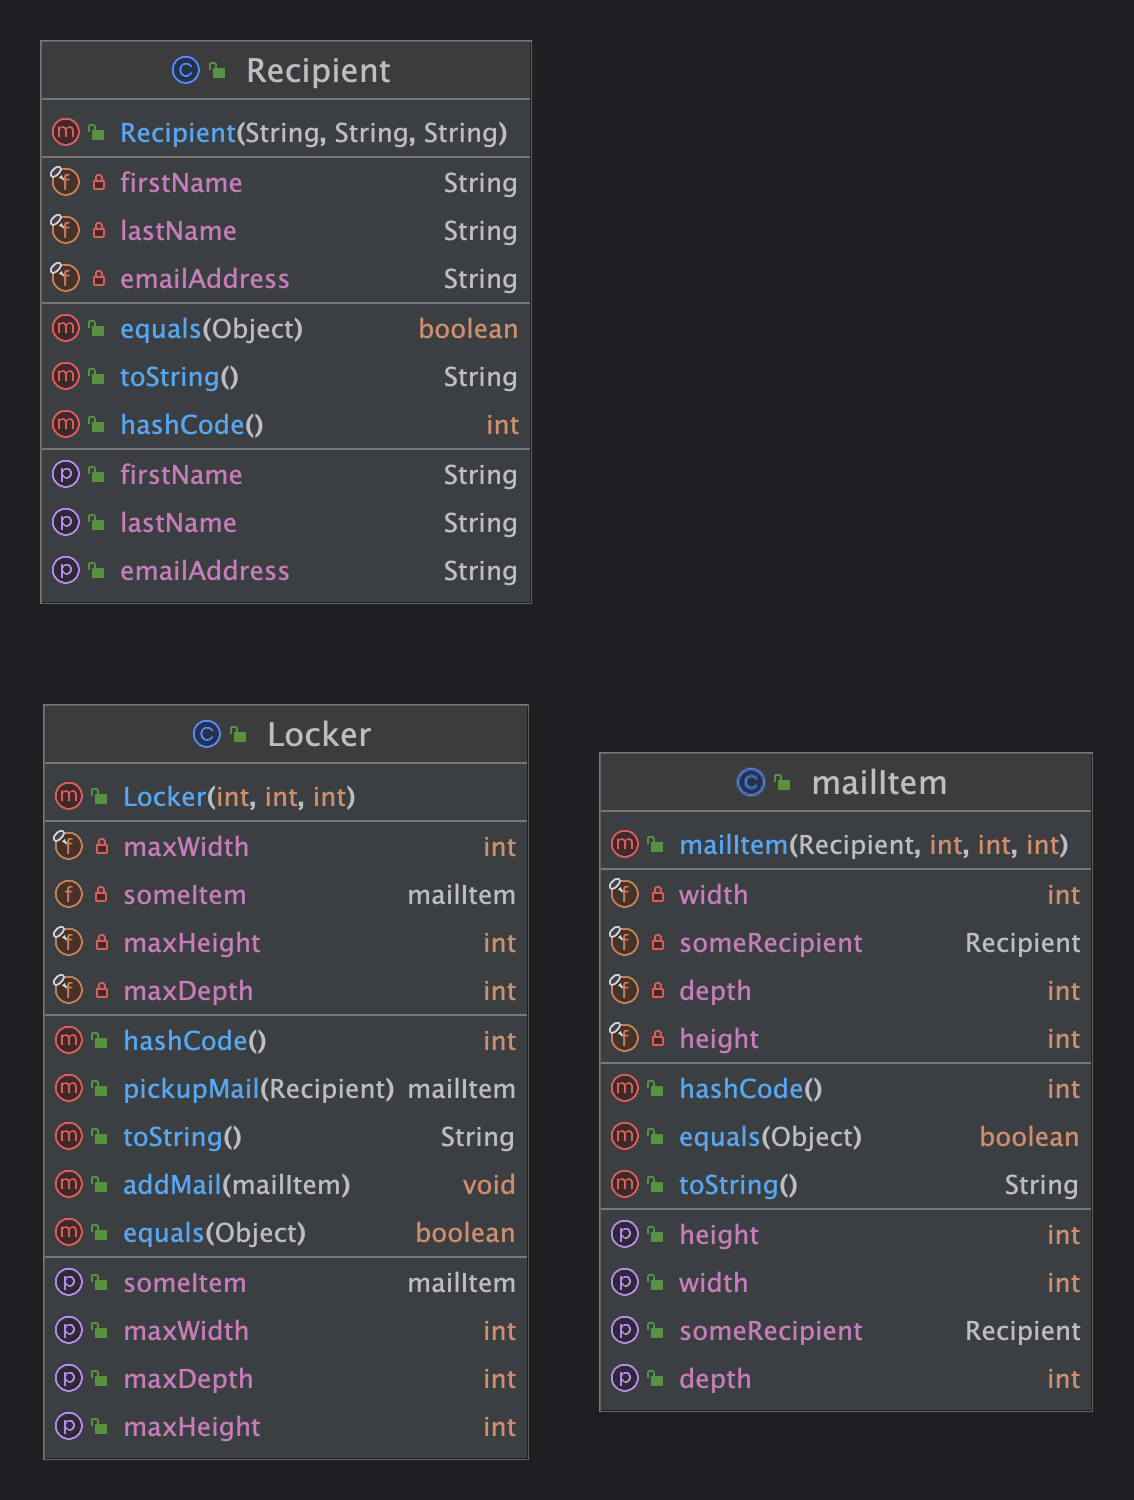 Recipient
Recipient(String, String, String)
firstName String
lastName String
emailAddress String
equals(Object) boolean
toString() String
hashCode() int
firstName String
lastName String
emailAddress String
Locker
Locker(int, int, int)
maxWidth int
someItem mailItem
maxHeight int
maxDepth int
hashCode() int
pickupMail(Recipient) mailItem
toString() String
addMail(mailItem) void
equals(Object) boolean
someItem mailItem
maxWidth int
maxDepth int
maxHeight int
mailItem
mailItem(Recipient, int, int, int)
width int
someRecipient Recipient
depth int
height int
hashCode() int
equals(Object) boolean
toString() String
height int
width int
someRecipient Recipient
depth int